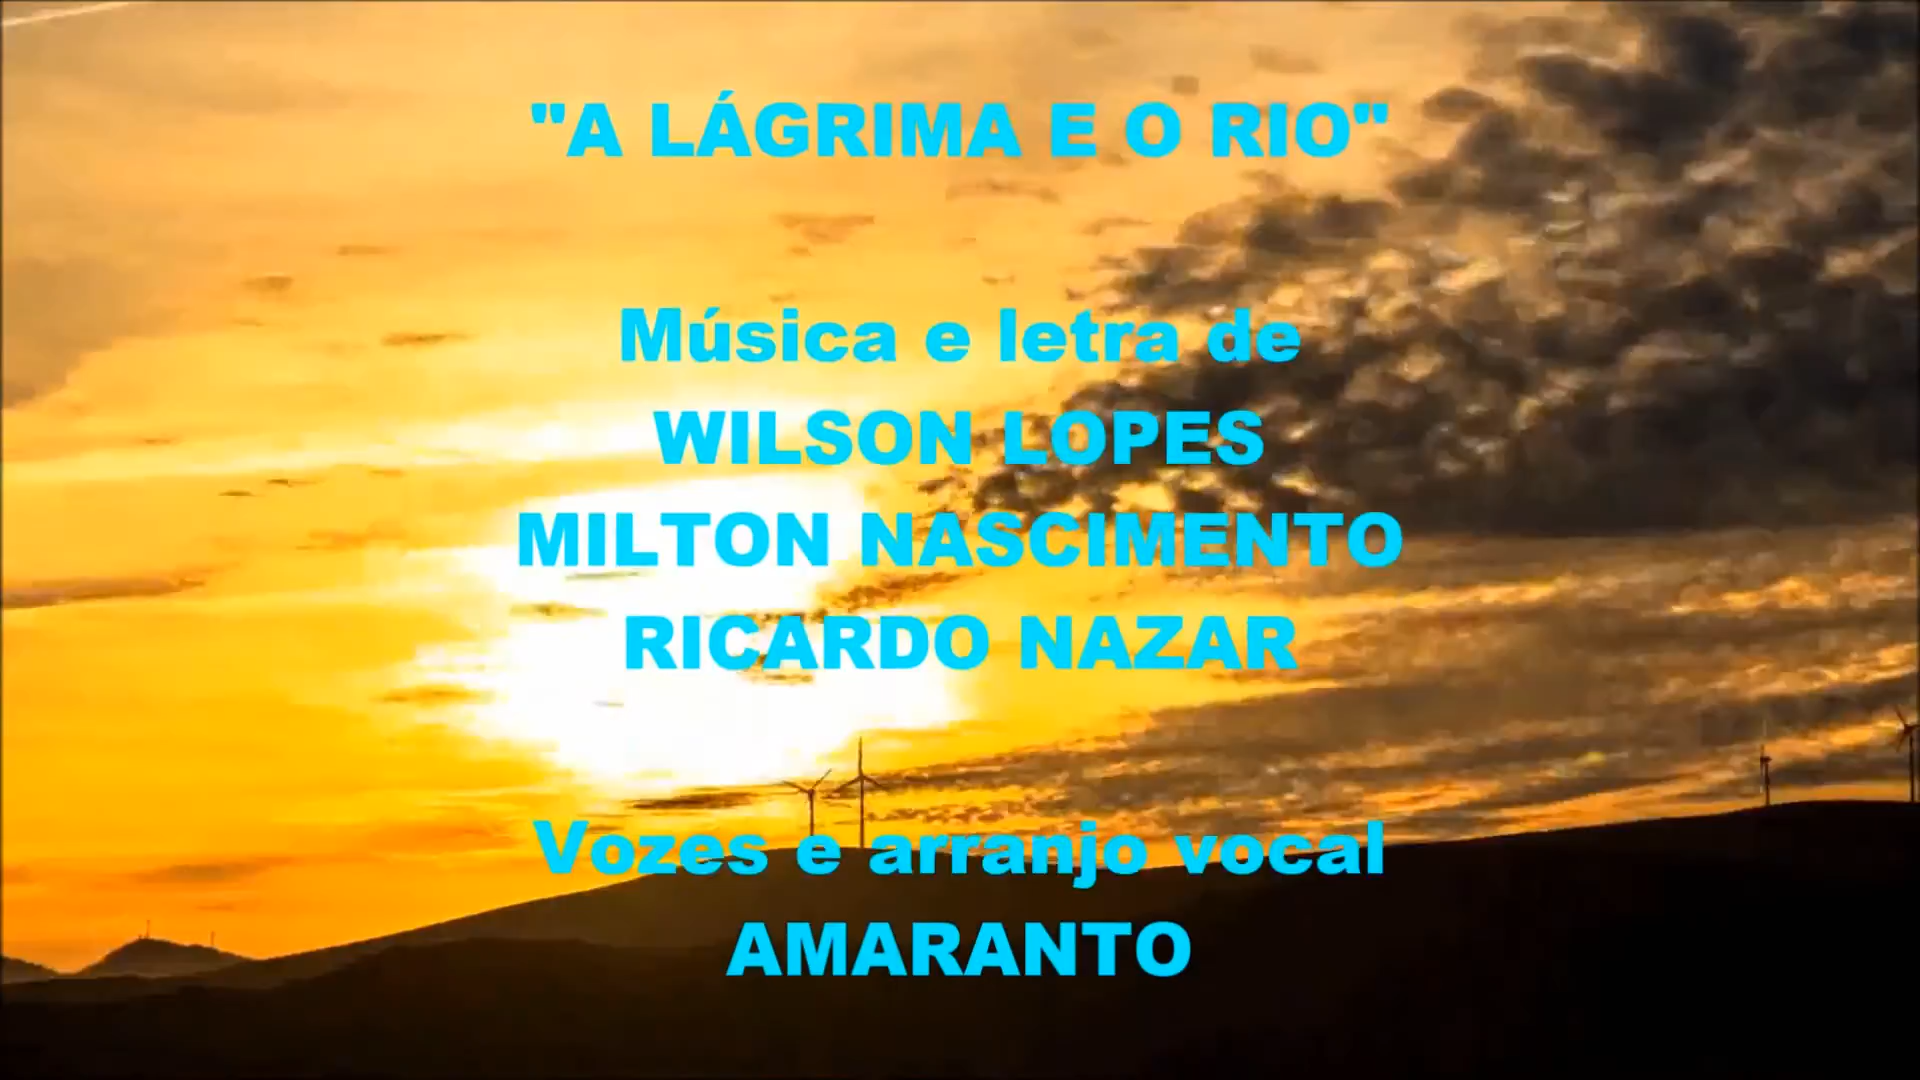 "A LÁGRIMA E O RIO"
Música e letra de
WILSON LOPES
MILTON NASCIMENTO
RICARDO NAZAR
Vozes e arranjo vocal
AMARANTO